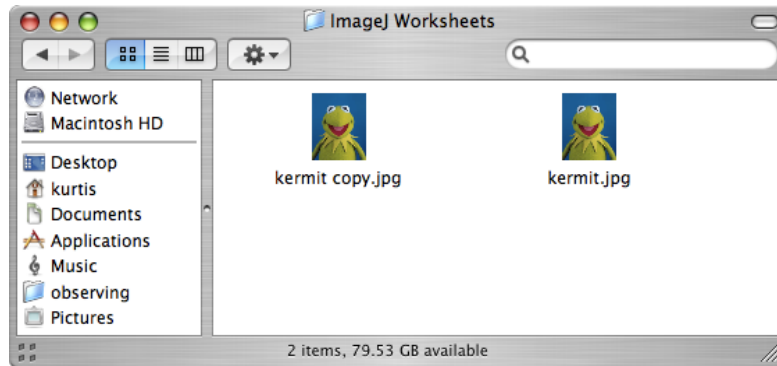 ImageJ Worksheets
Network
Macintosh HD
Desktop
kurtis
Documents
Applications
Music
observing
Pictures
kermit copy.jpg
kermit.jpg
2 items, 79.53 GB available